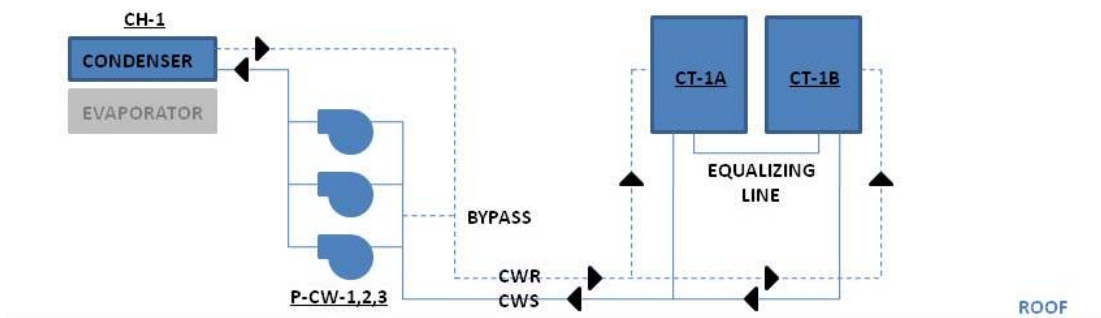 CH-1
CONDENSER
EVAPORATOR
CT-1A
CT-1B
EQUALIZING
LINE
BYPASS
CWR
P-CW-1,2,3
CWS
ROOF